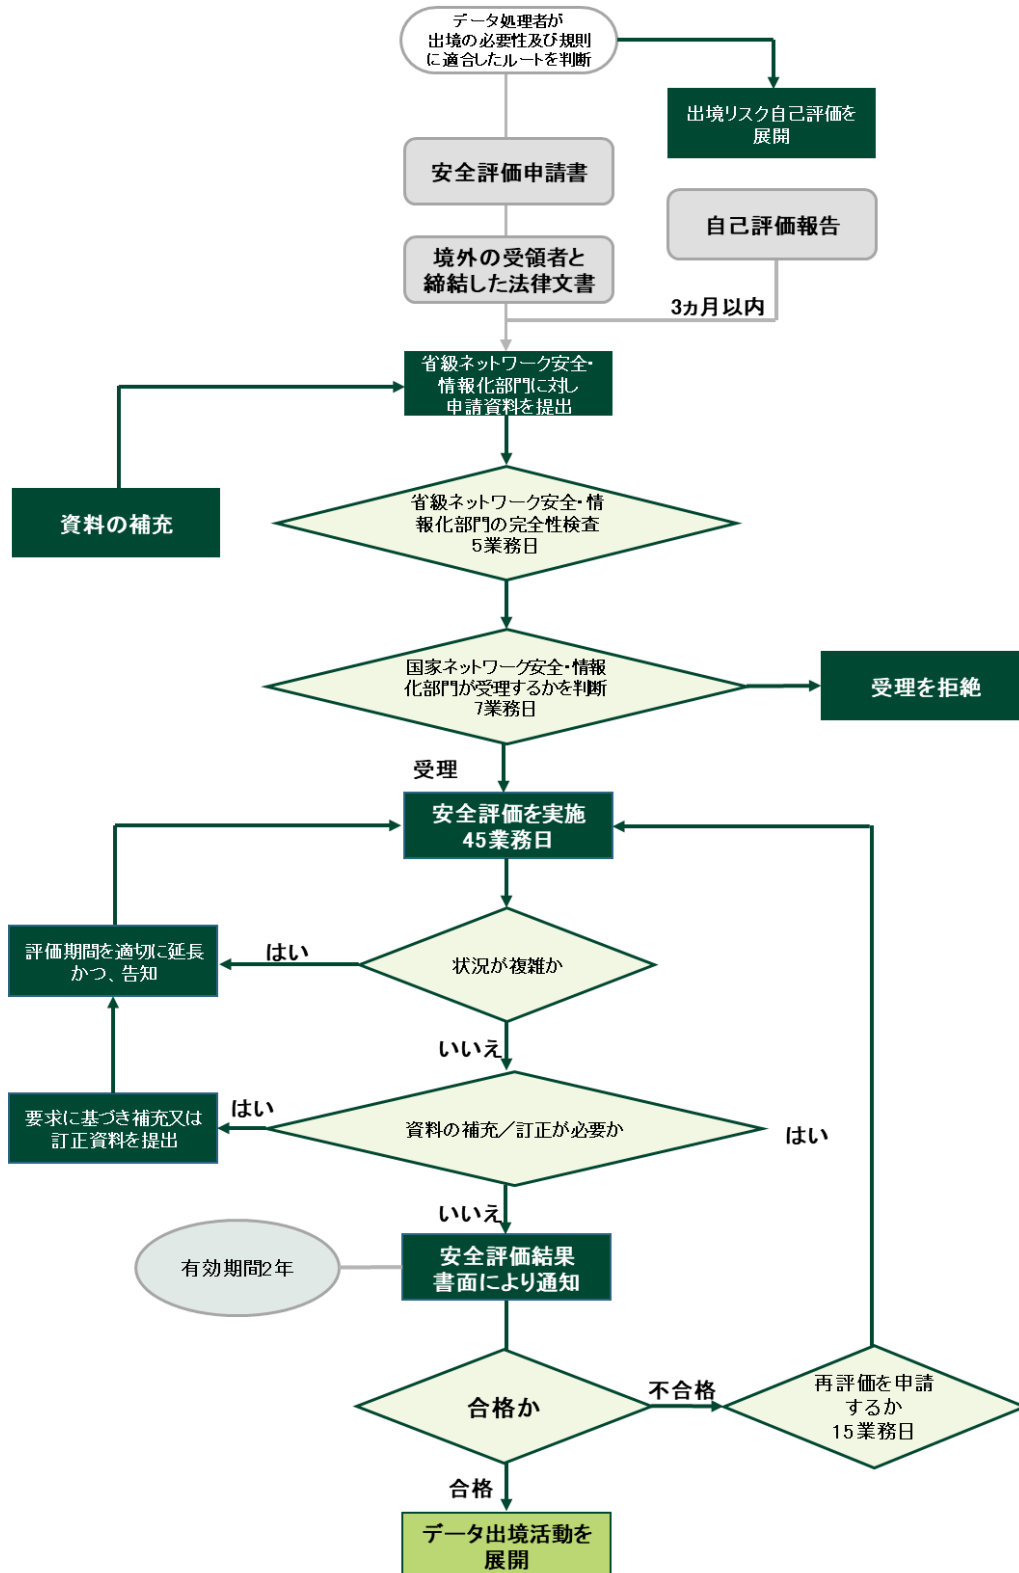 データ処理者が
出境の必要性及び規則
に適合したルートを判断
出境リスク自己評価を
展開
安全評価申請書
自己評価報告
境外の受領者と
締結した法律文書
3ヵ月以内
省級ネットワーク安全・
情報化部門に対し
申請資料を提出
資料の補充
省級ネットワーク安全・情
報化部門の完全性検査
5業務日
国家ネットワーク安全・情報
化部門が受理するかを判断
7業務日
受理を拒絶
受理
安全評価を実施
45業務日
評価期間を適切に延長
かつ、告知
はい
状況が複雑か
いいえ
要求に基づき補充又は
訂正資料を提出
はい
資料の補充／訂正が必要か
はい
いいえ
有効期間2年
安全評価結果
書面により通知
合格か
不合格
再評価を申請
するか
15業務日
合格
データ出境活動を
展開